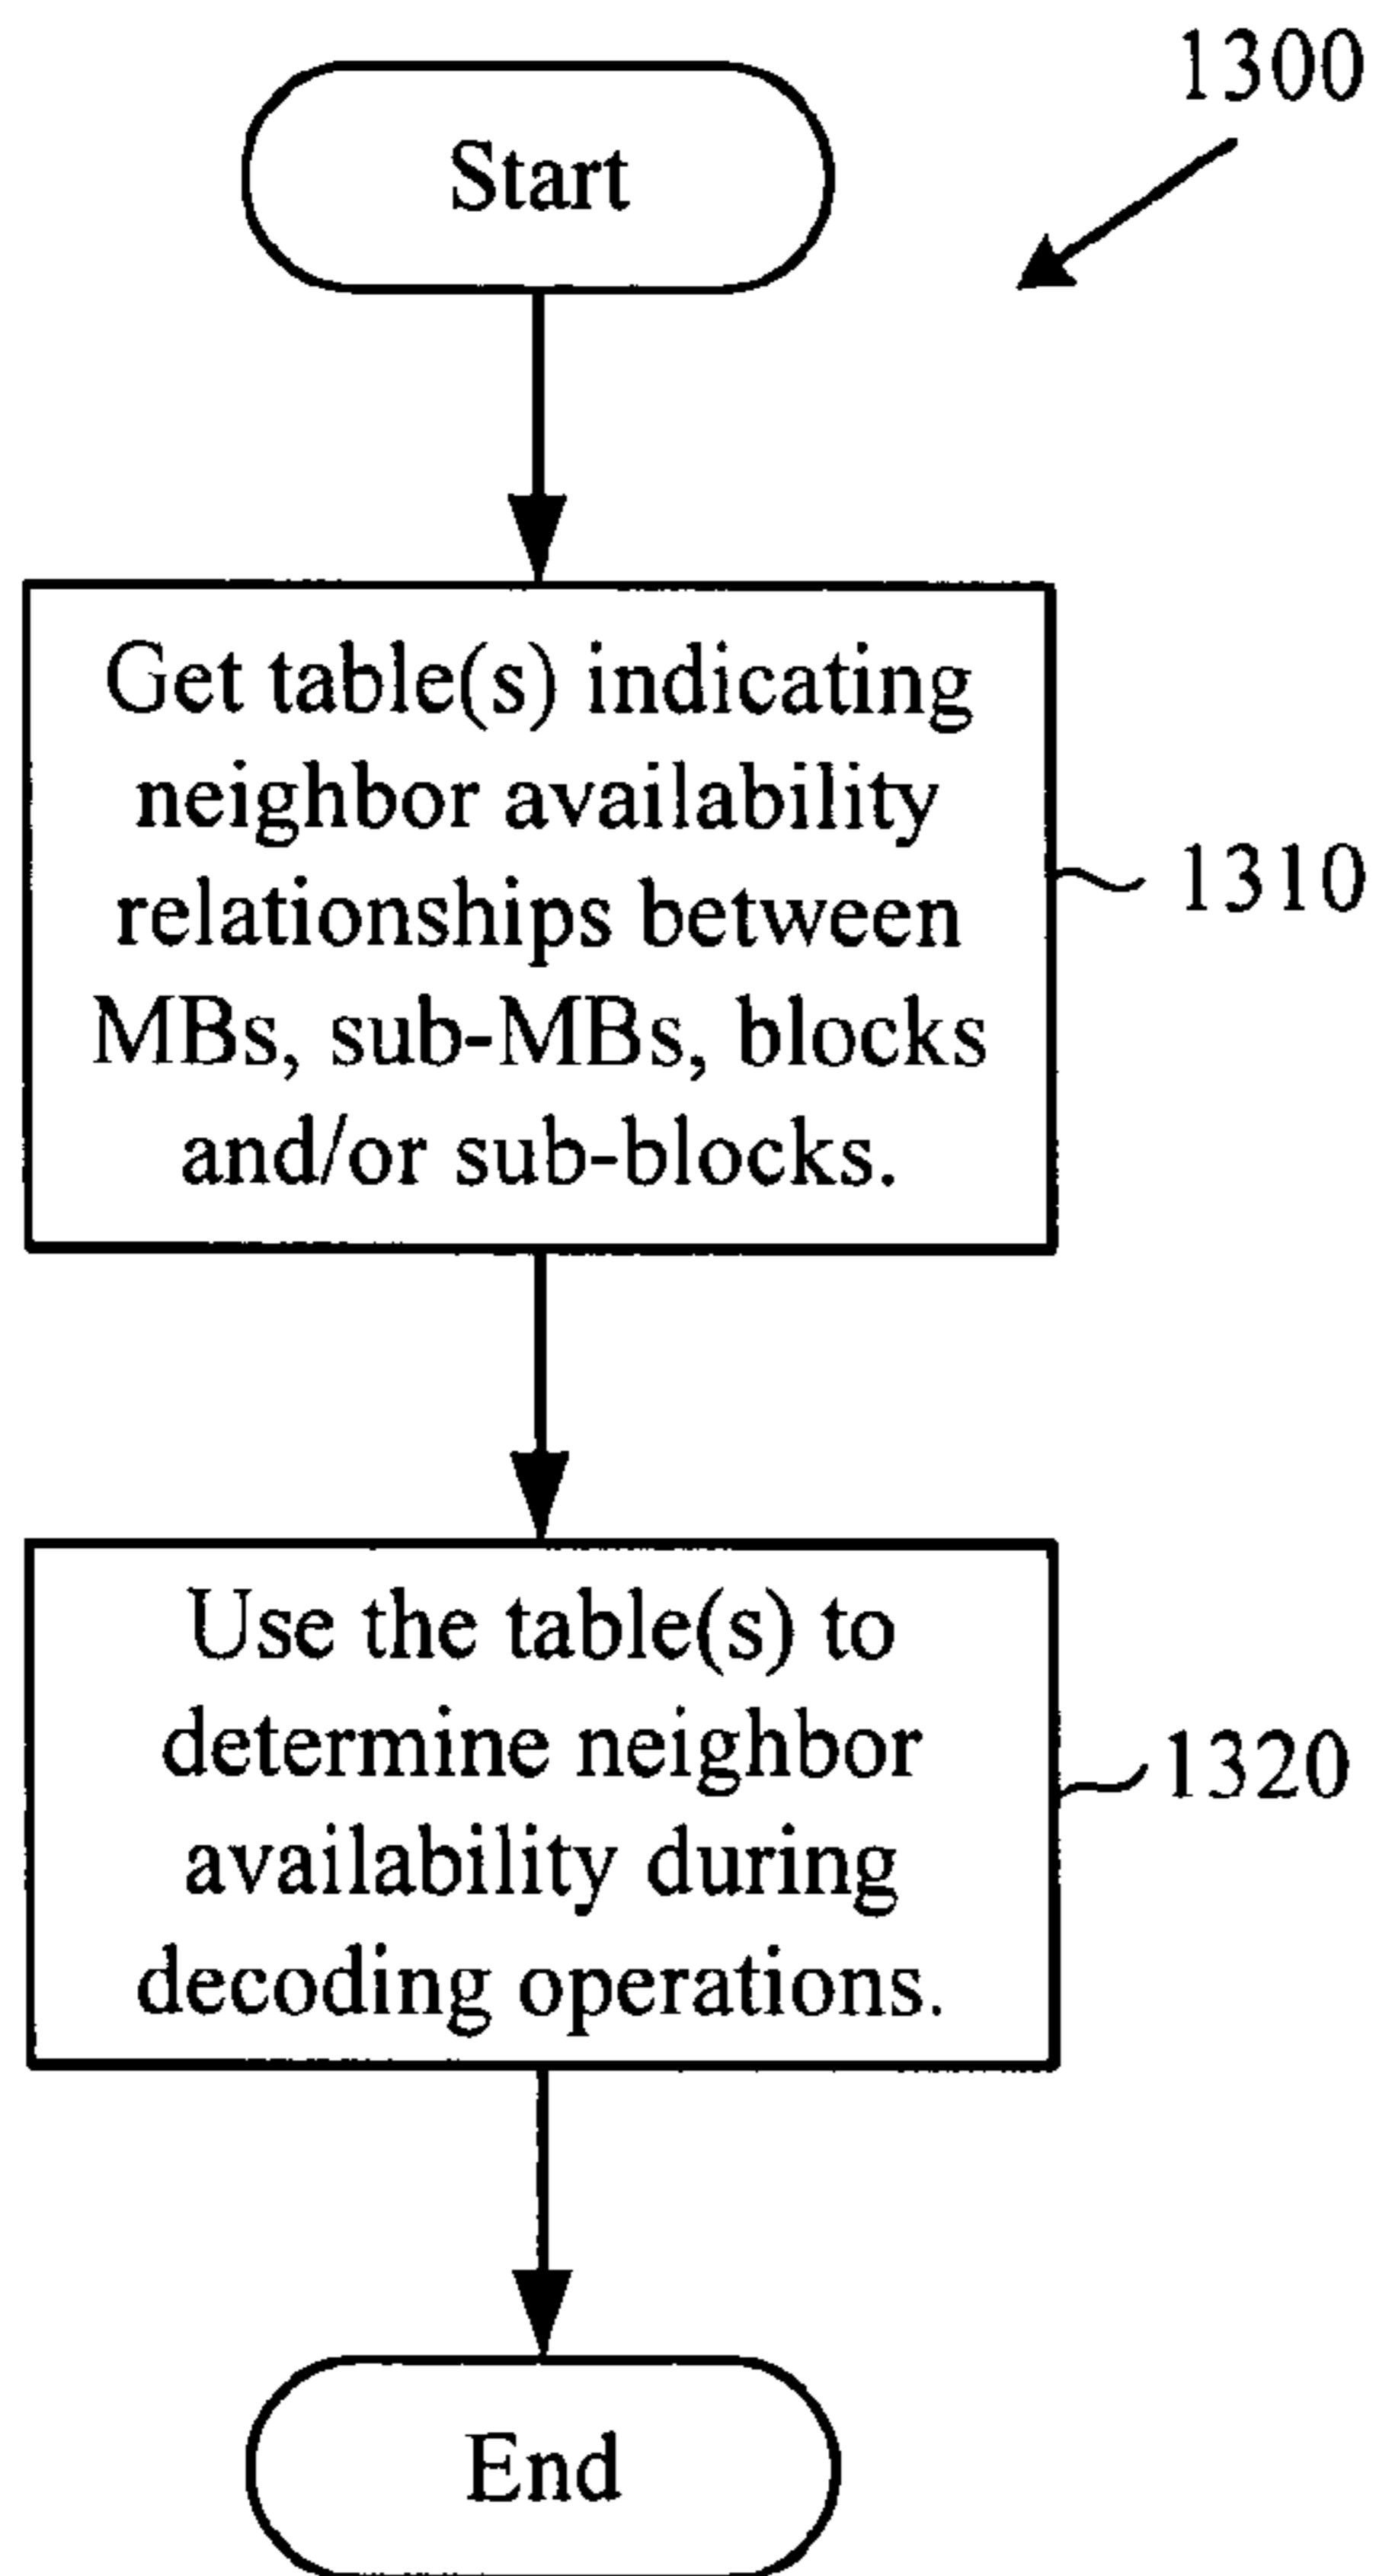 1300
Start
Get table(s) indicating
neighbor availability
relationships between
MBs, sub-MBs, blocks
and/or sub-blocks.
1310
Use the table(s) to
determine neighbor
availability during
decoding operations.
1320
End